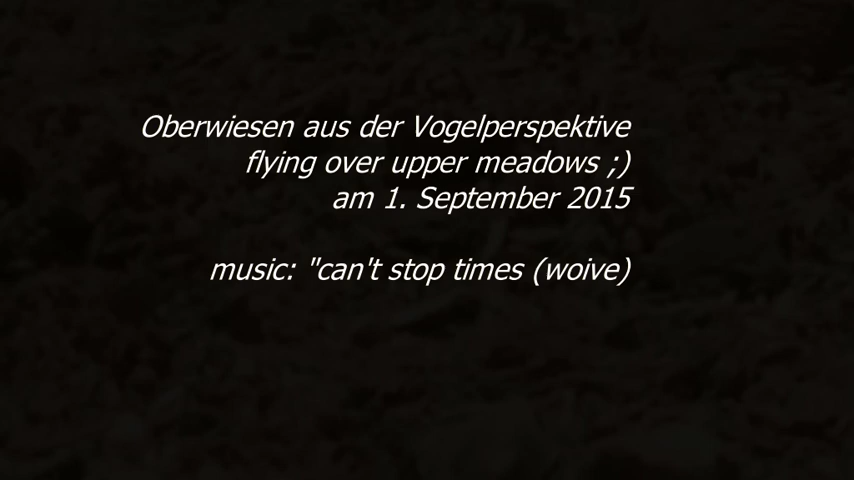 Oberwiesen aus der Vogelperspektive
flying over upper meadows ;)
am 1. September 2015
music: "can't stop times (woive)